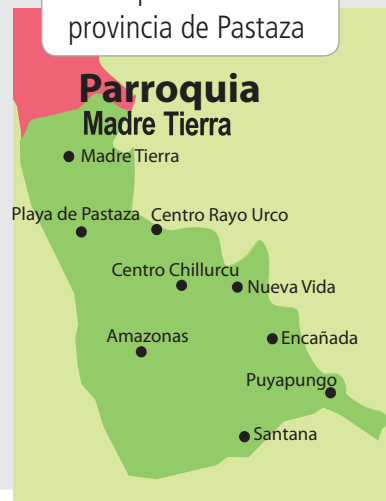 provincia de Pastaza
Parroquia
Madre Tierra
Madre Tierra
Playa de Pastaza
Centro Rayo Urco
Centro Chillurcu
Nueva Vida
Amazonas
Encañada
Puyapungo
Santana